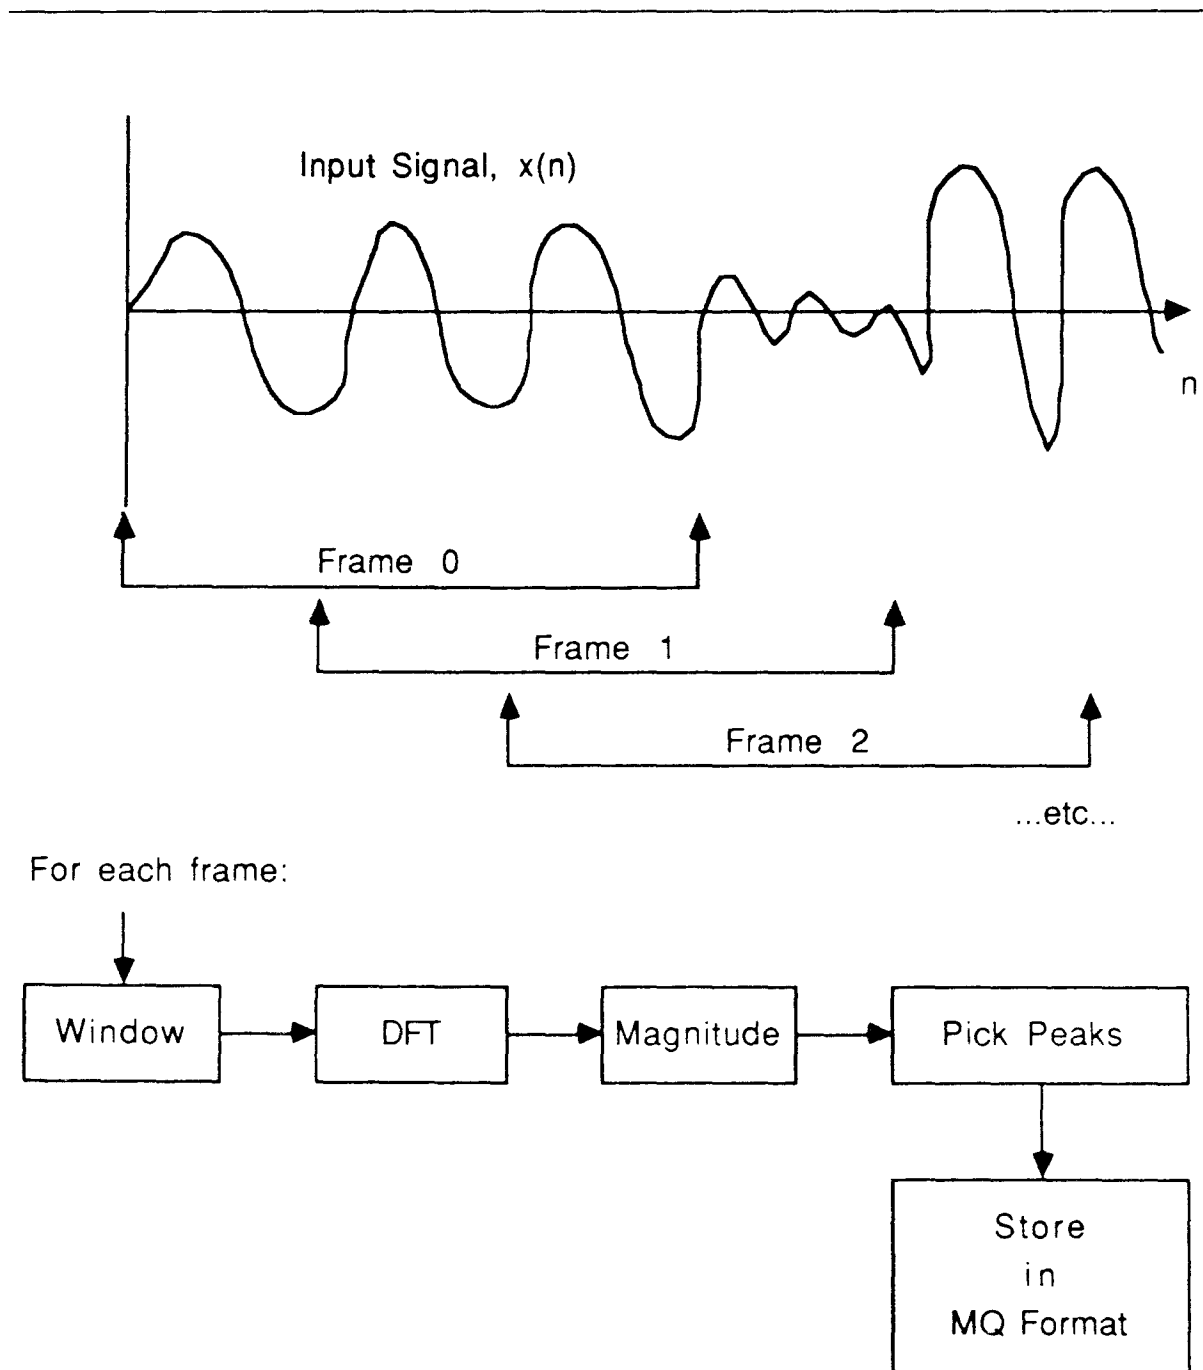 Input Signal, x(n)
n
Frame 0
Frame 1
Frame 2
...etc...
For each frame:
Window
DFT
Magnitude
Pick Peaks
Store
in
MQ Format